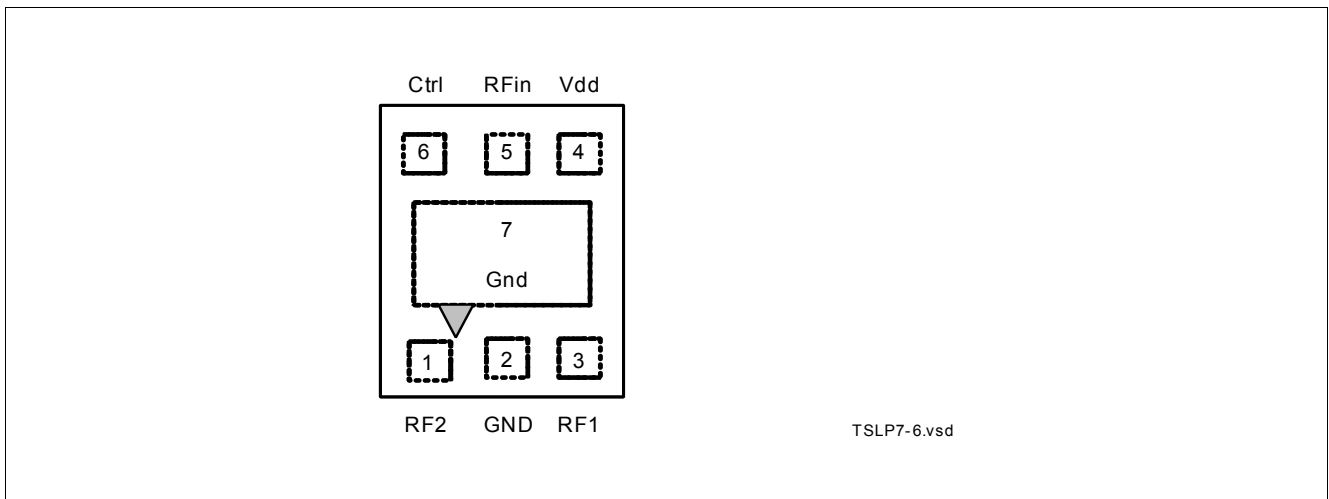 Ctrl RFin Vdd
6 5 4
7
Gnd
1 2 3
RF2 GND RF1
TSLP7-6.vsd